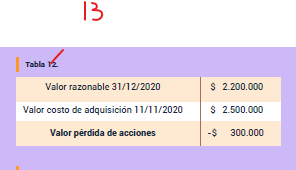 13
Tabla 12.
Valor razonable 31/12/2020 $ 2.200.000
Valor costo de adquisición 11/11/2020 $ 2.500.000
Valor pérdida de acciones -$ 300.000